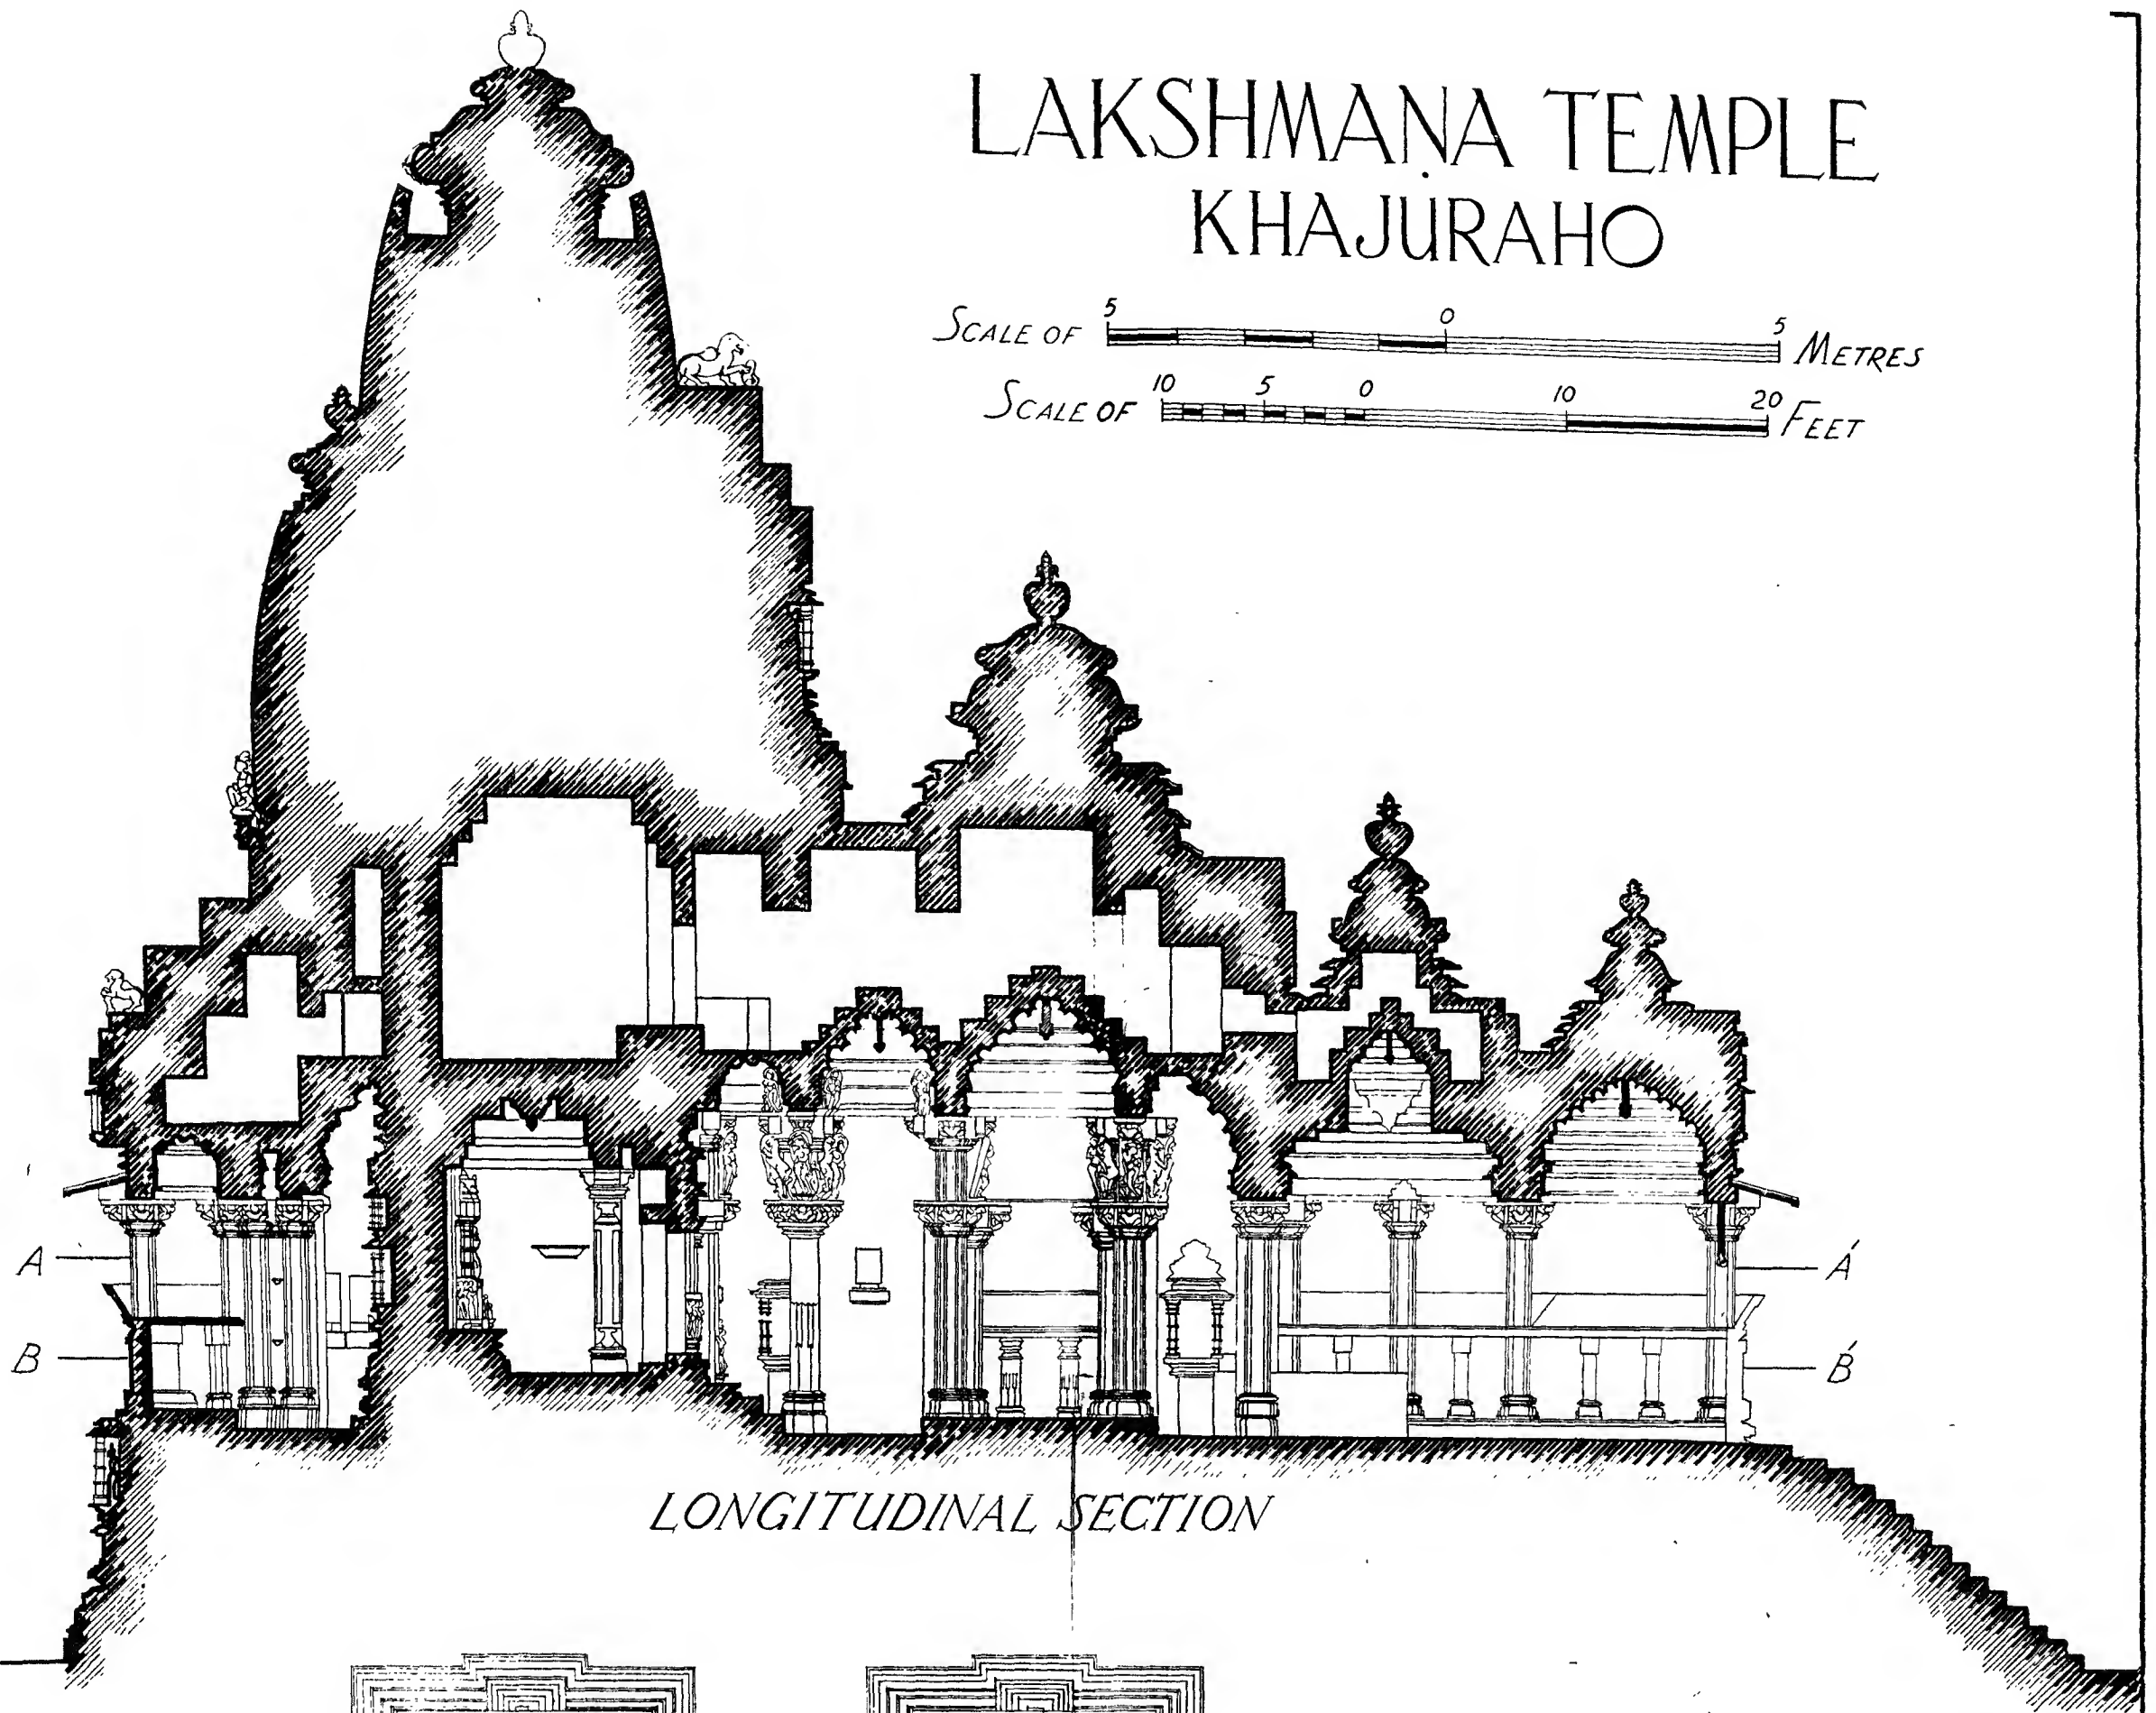 LAKSHMAṆA TEMPLE
KHAJURAHO
SCALE OF 5 0 5 METRES
SCALE OF 10 5 0 10 20 FEET
A Á
B B́
LONGITUDINAL SECTION